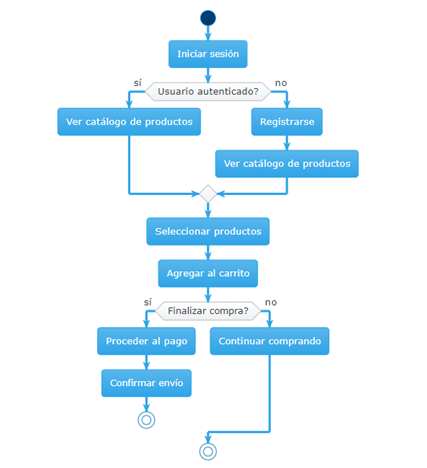 Iniciar sesión
sí
Usuario autenticado?
no
Ver catálogo de productos
Registrarse
Ver catálogo de productos
Seleccionar productos
Agregar al carrito
sí
Finalizar compra?
no
Proceder al pago
Continuar comprando
Confirmar envío